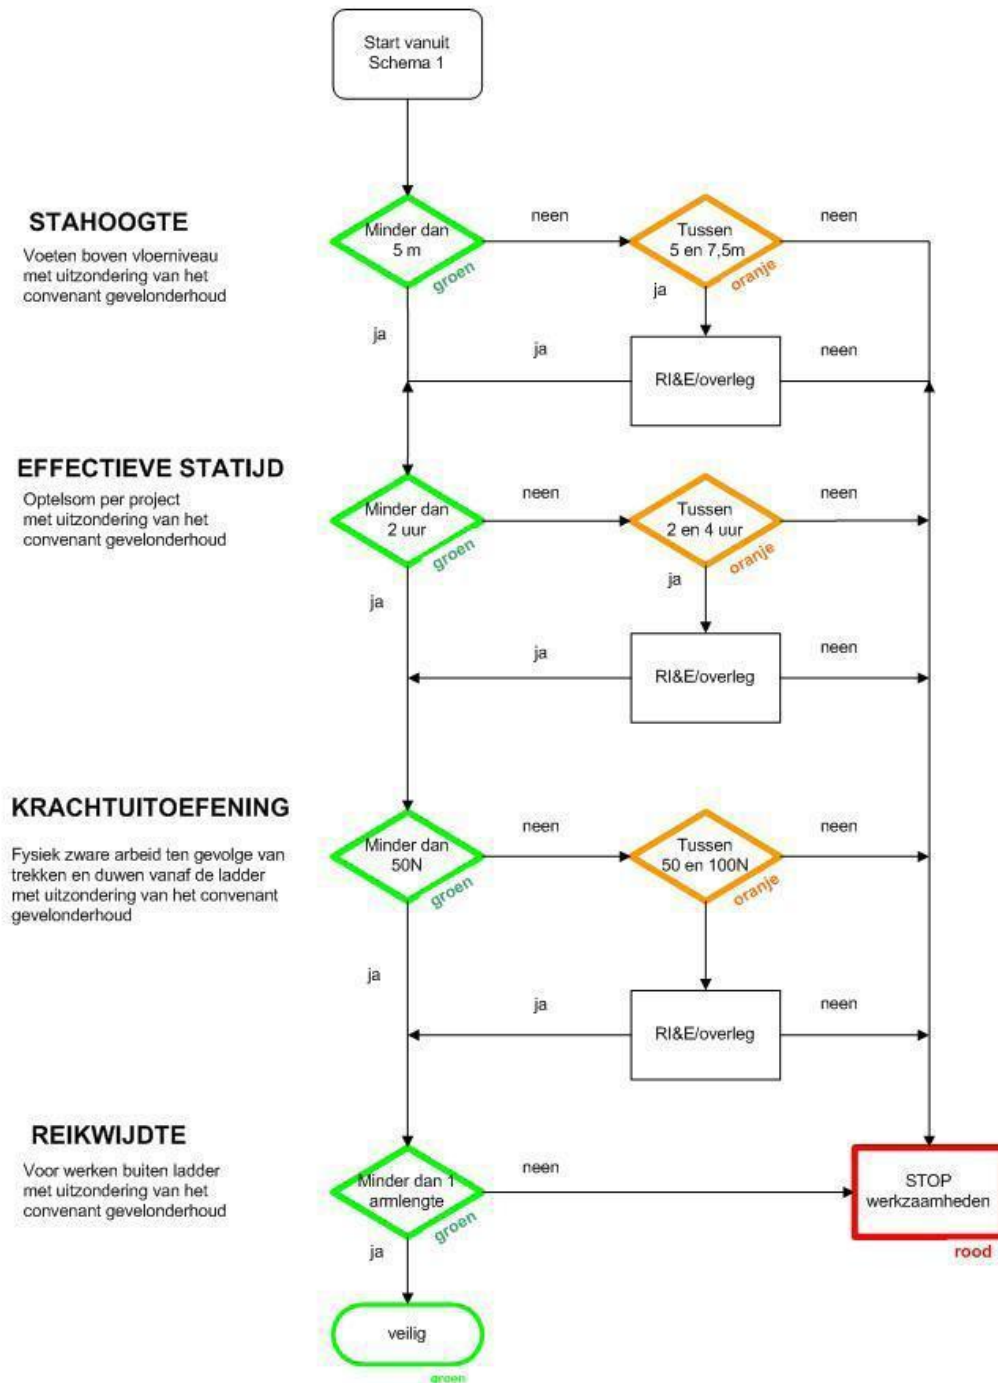 Start vanuit
Schema 1
STAHOOGTE
Voeten boven vloerniveau
met uitzondering van het
convenant gevelonderhoud
Minder dan
5 m
groen
neen
Tussen
5 en 7,5m
oranje
neen
ja
ja
ja
RI&E/overleg
neen
EFFECTIEVE STATIJD
Optelsom per project
met uitzondering van het
convenant gevelonderhoud
Minder dan
2 uur
groen
neen
Tussen
2 en 4 uur
oranje
neen
ja
ja
ja
RI&E/overleg
neen
KRACHTUITOEFENING
Fysiek zware arbeid ten gevolge van
trekken en duwen vanaf de ladder
met uitzondering van het convenant
gevelonderhoud
Minder dan
50N
groen
neen
Tussen
50 en 100N
oranje
neen
ja
ja
RI&E/overleg
neen
REIKWIJDTE
Voor werken buiten ladder
met uitzondering van het
convenant gevelonderhoud
Minder dan 1
armlengte
groen
neen
STOP
werkzaamheden
rood
ja
veilig
groen